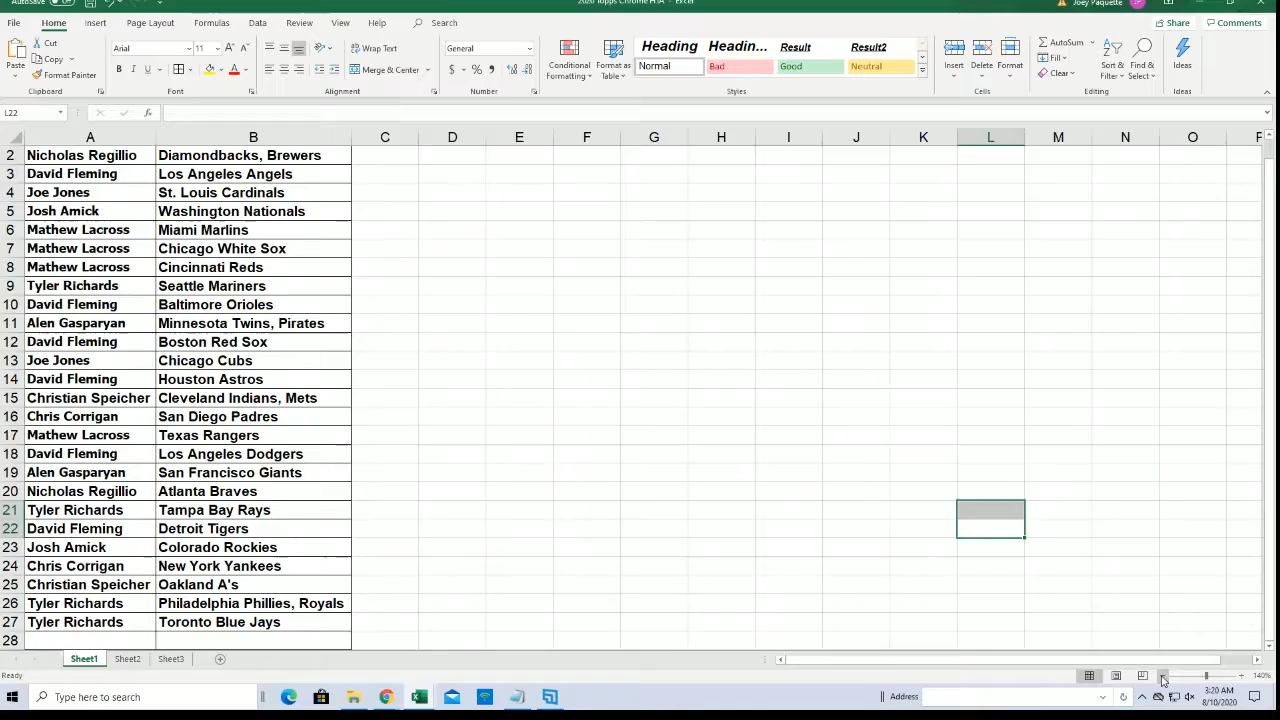 AutoSave Off 2020 Topps Chrome HTA - Excel Joey Paquette
File Home Insert Page Layout Formulas Data Review View Help Search Share Comments
Paste Cut Copy Format Painter Clipboard
Arial 11 B I U Font
Wrap Text Merge & Center Alignment
General $ % Number
Conditional Formatting Format as Table
Heading Headin... Result Result2
Normal Bad Good Neutral
Styles
Insert Delete Format Cells
AutoSum Fill Clear Sort & Filter Find & Select Editing
Ideas Ideas
L22 fx
A B C D E F G H I J K L M N O P
2 Nicholas Regillio Diamondbacks, Brewers
3 David Fleming Los Angeles Angels
4 Joe Jones St. Louis Cardinals
5 Josh Amick Washington Nationals
6 Mathew Lacross Miami Marlins
7 Mathew Lacross Chicago White Sox
8 Mathew Lacross Cincinnati Reds
9 Tyler Richards Seattle Mariners
10 David Fleming Baltimore Orioles
11 Alen Gasparyan Minnesota Twins, Pirates
12 David Fleming Boston Red Sox
13 Joe Jones Chicago Cubs
14 David Fleming Houston Astros
15 Christian Speicher Cleveland Indians, Mets
16 Chris Corrigan San Diego Padres
17 Mathew Lacross Texas Rangers
18 David Fleming Los Angeles Dodgers
19 Alen Gasparyan San Francisco Giants
20 Nicholas Regillio Atlanta Braves
21 Tyler Richards Tampa Bay Rays
22 David Fleming Detroit Tigers
23 Josh Amick Colorado Rockies
24 Chris Corrigan New York Yankees
25 Christian Speicher Oakland A's
26 Tyler Richards Philadelphia Phillies, Royals
27 Tyler Richards Toronto Blue Jays
28
Sheet1 Sheet2 Sheet3
Ready 140%
Type here to search Address 3:20 AM
8/10/2020